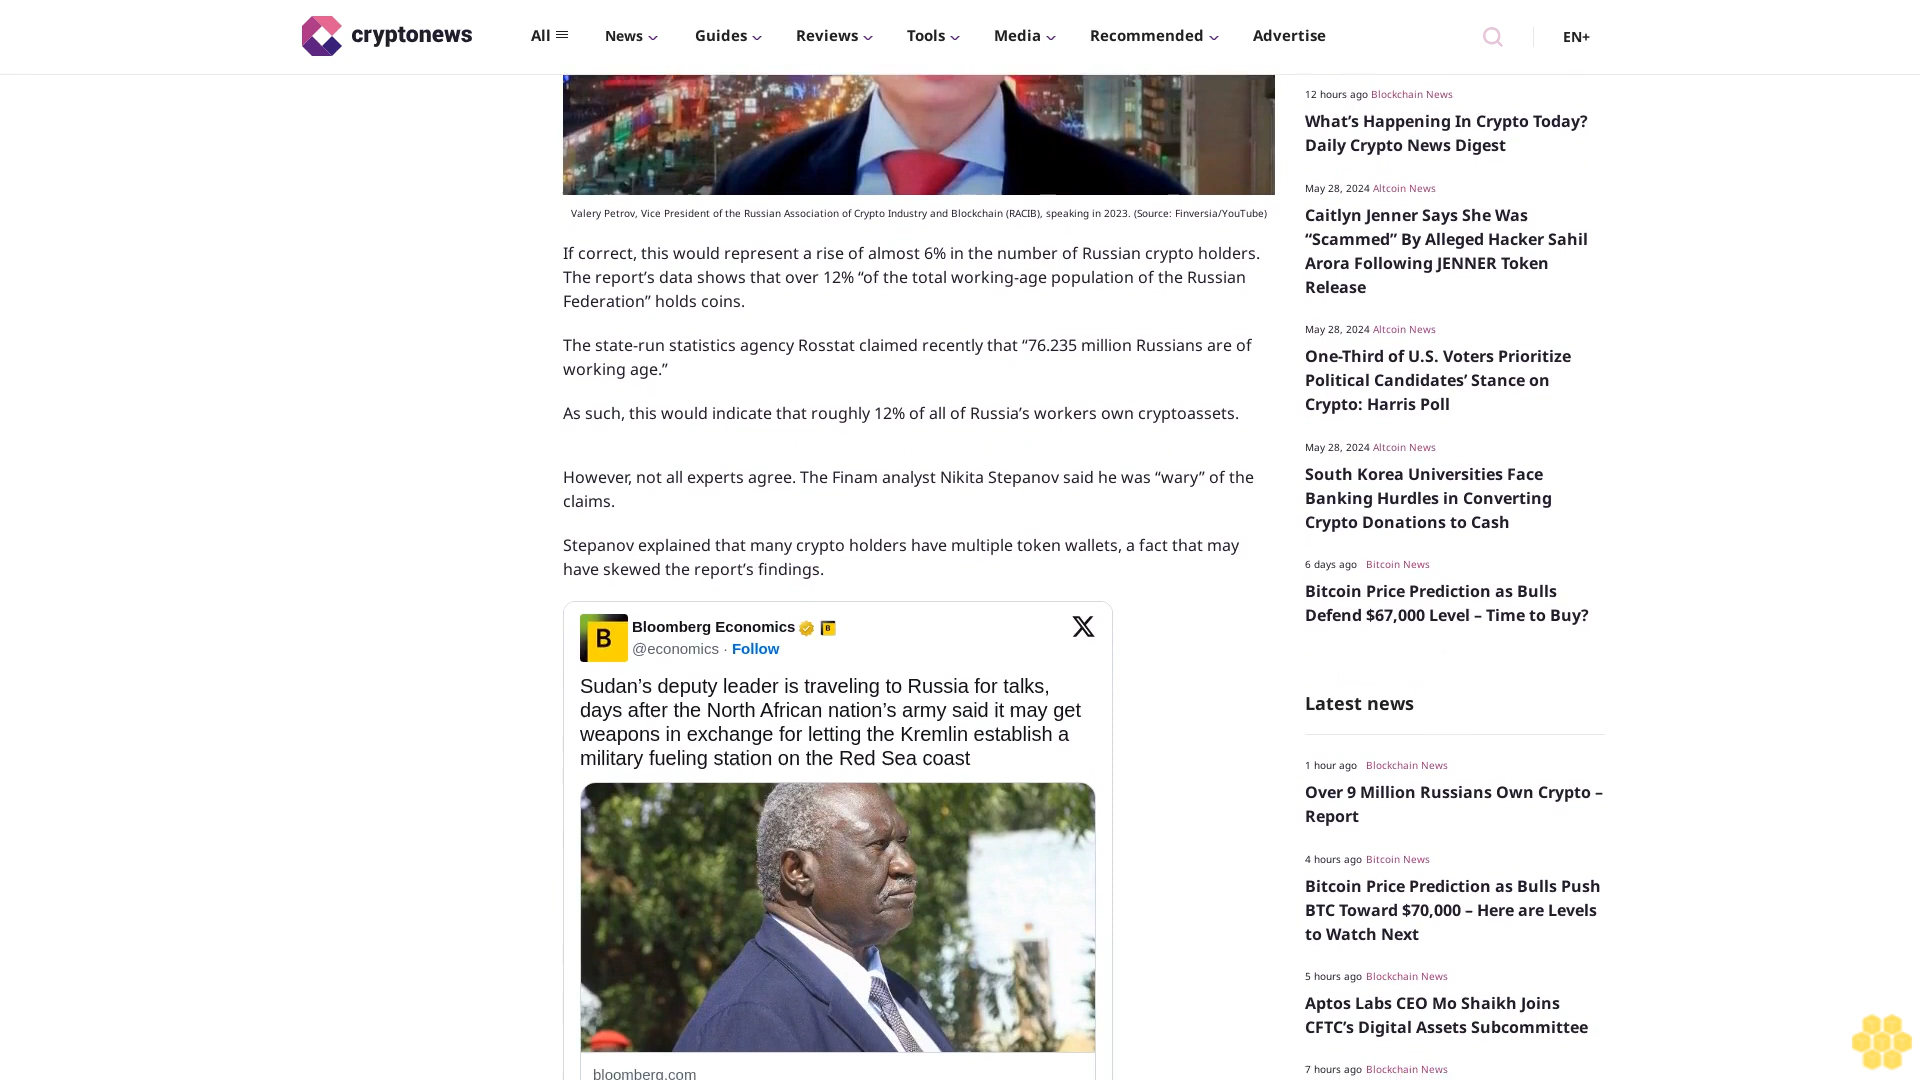 cryptonews
All
News
Guides
Reviews
Tools
Media
Recommended
Advertise
EN+
Valery Petrov, Vice President of the Russian Association of Crypto Industry and Blockchain (RACIB), speaking in 2023. (Source: Finversia/YouTube)
If correct, this would represent a rise of almost 6% in the number of Russian crypto holders.
The report’s data shows that over 12% “of the total working-age population of the Russian
Federation” holds coins.
The state-run statistics agency Rosstat claimed recently that “76.235 million Russians are of
working age.”
As such, this would indicate that roughly 12% of all of Russia’s workers own cryptoassets.
However, not all experts agree. The Finam analyst Nikita Stepanov said he was “wary” of the
claims.
Stepanov explained that many crypto holders have multiple token wallets, a fact that may
have skewed the report’s findings.
B
Bloomberg Economics
B
@economics · Follow
X
Sudan’s deputy leader is traveling to Russia for talks,
days after the North African nation’s army said it may get
weapons in exchange for letting the Kremlin establish a
military fueling station on the Red Sea coast
bloomberg.com
12 hours ago Blockchain News
What’s Happening In Crypto Today?
Daily Crypto News Digest
May 28, 2024 Altcoin News
Caitlyn Jenner Says She Was
“Scammed” By Alleged Hacker Sahil
Arora Following JENNER Token
Release
May 28, 2024 Altcoin News
One-Third of U.S. Voters Prioritize
Political Candidates’ Stance on
Crypto: Harris Poll
May 28, 2024 Altcoin News
South Korea Universities Face
Banking Hurdles in Converting
Crypto Donations to Cash
6 days ago Bitcoin News
Bitcoin Price Prediction as Bulls
Defend $67,000 Level – Time to Buy?
Latest news
1 hour ago Blockchain News
Over 9 Million Russians Own Crypto –
Report
4 hours ago Bitcoin News
Bitcoin Price Prediction as Bulls Push
BTC Toward $70,000 – Here are Levels
to Watch Next
5 hours ago Blockchain News
Aptos Labs CEO Mo Shaikh Joins
CFTC’s Digital Assets Subcommittee
7 hours ago Blockchain News